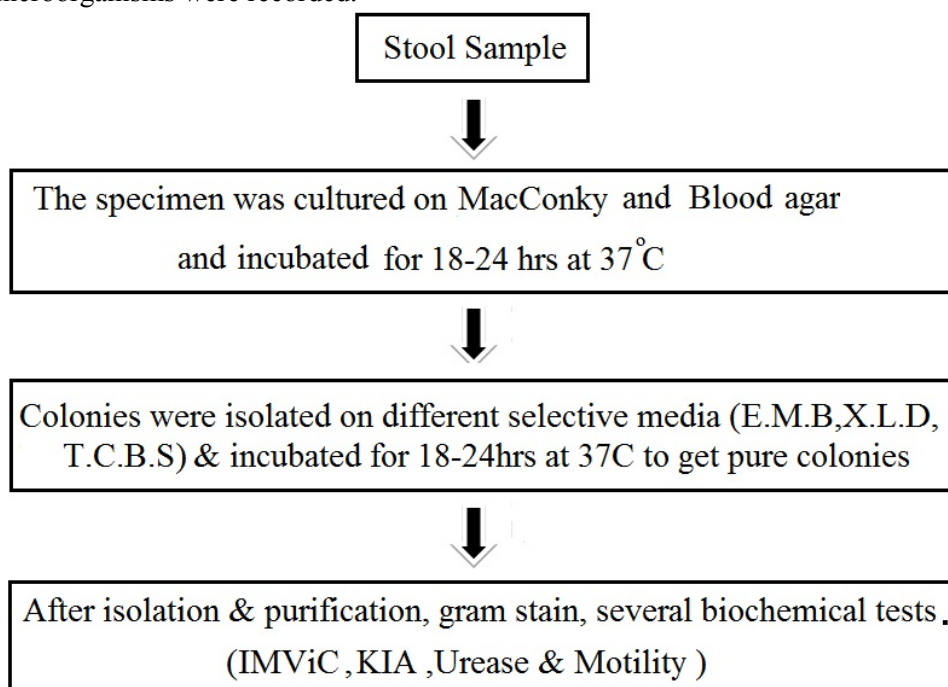 microorganisms were recorded.
Stool Sample
The specimen was cultured on MacConky and Blood agar
and incubated for 18-24 hrs at 37°C
Colonies were isolated on different selective media (E.M.B,X.L.D,
T.C.B.S) & incubated for 18-24hrs at 37C to get pure colonies
After isolation & purification, gram stain, several biochemical tests.
(IMViC,KIA,Urease & Motility)